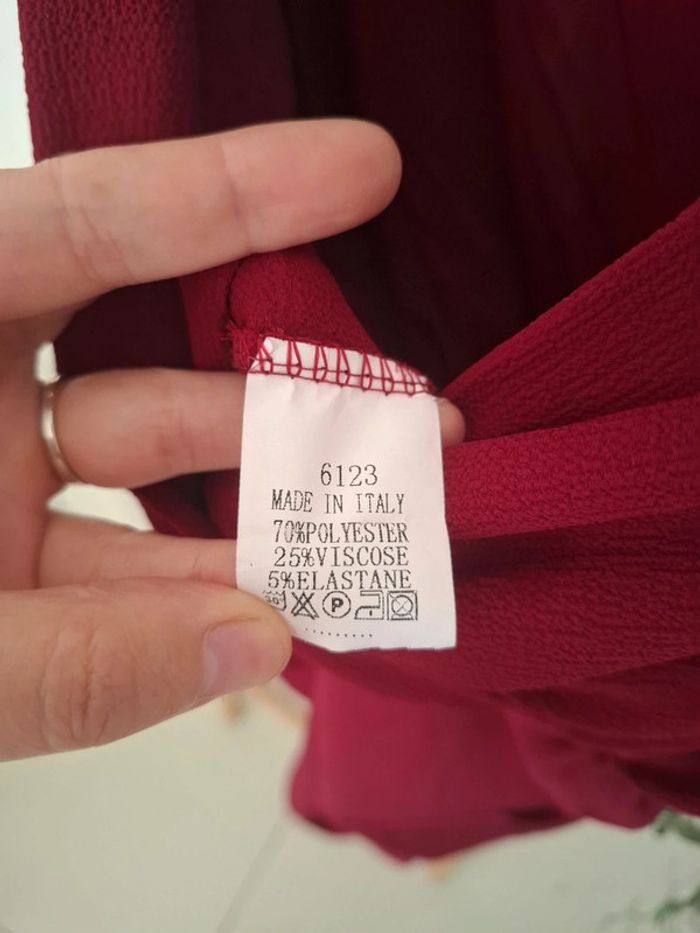 6123
MADE IN ITALY
70%POLYESTER
25%VISCOSE
5%ELASTANE
P